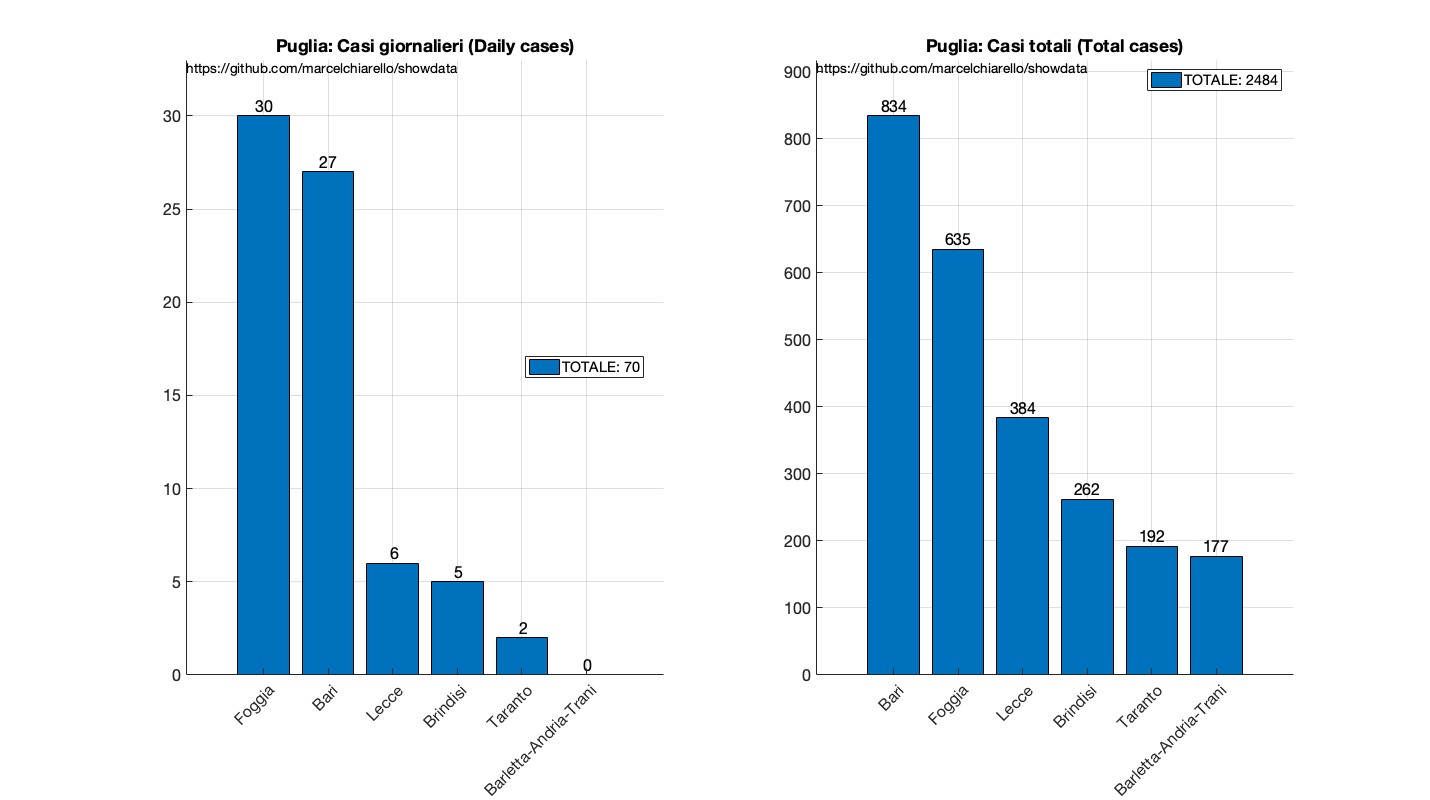 Puglia: Casi giornalieri (Daily cases)
https://github.com/marcelchiarello/showdata
30
25
20
15
10
5
0
30
27
6
5
2
0
TOTALE: 70
Foggia
Bari
Lecce
Brindisi
Taranto
Barletta-Andria-Trani
Puglia: Casi totali (Total cases)
https://github.com/marcelchiarello/showdata
TOTALE: 2484
900
800
700
600
500
400
300
200
100
0
834
635
384
262
192
177
Bari
Foggia
Lecce
Brindisi
Taranto
Barletta-Andria-Trani